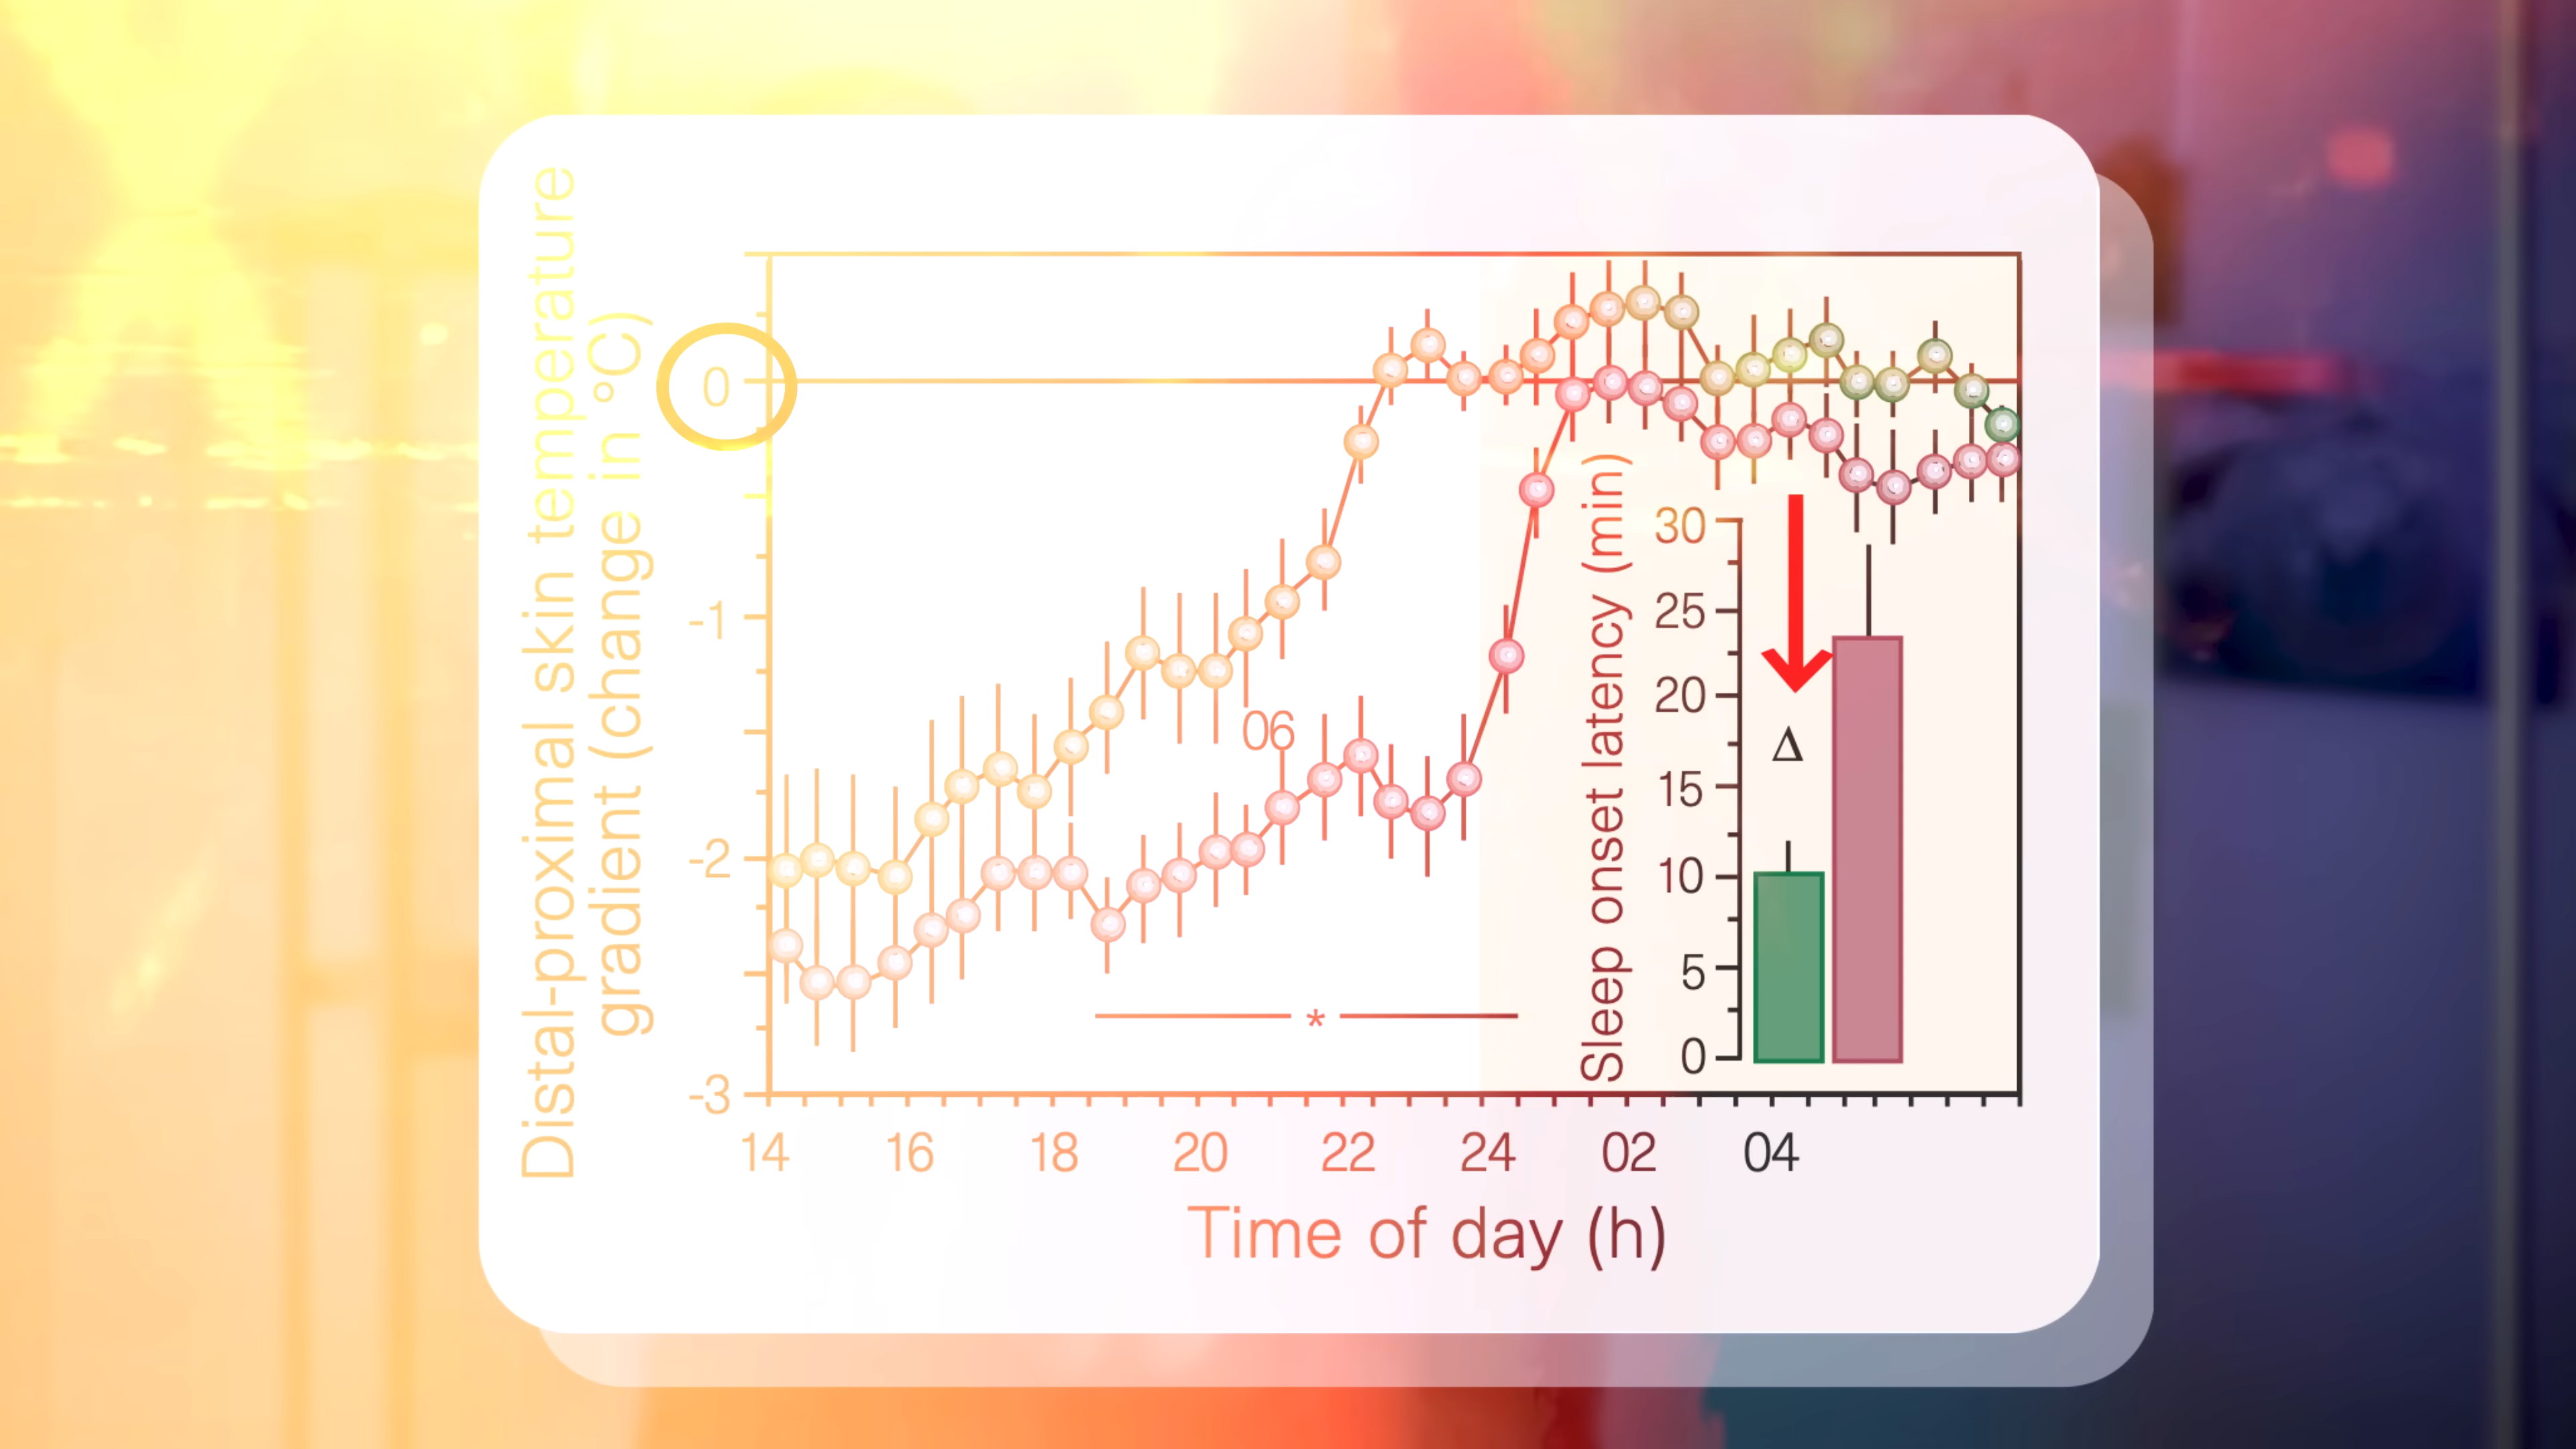 Distal-proximal skin temperature
gradient (change in °C)
0
-1
-2
-3
06
*
Sleep onset latency (min)
30
25
20
15
10
5
0
Δ
14 16 18 20 22 24 02 04
Time of day (h)